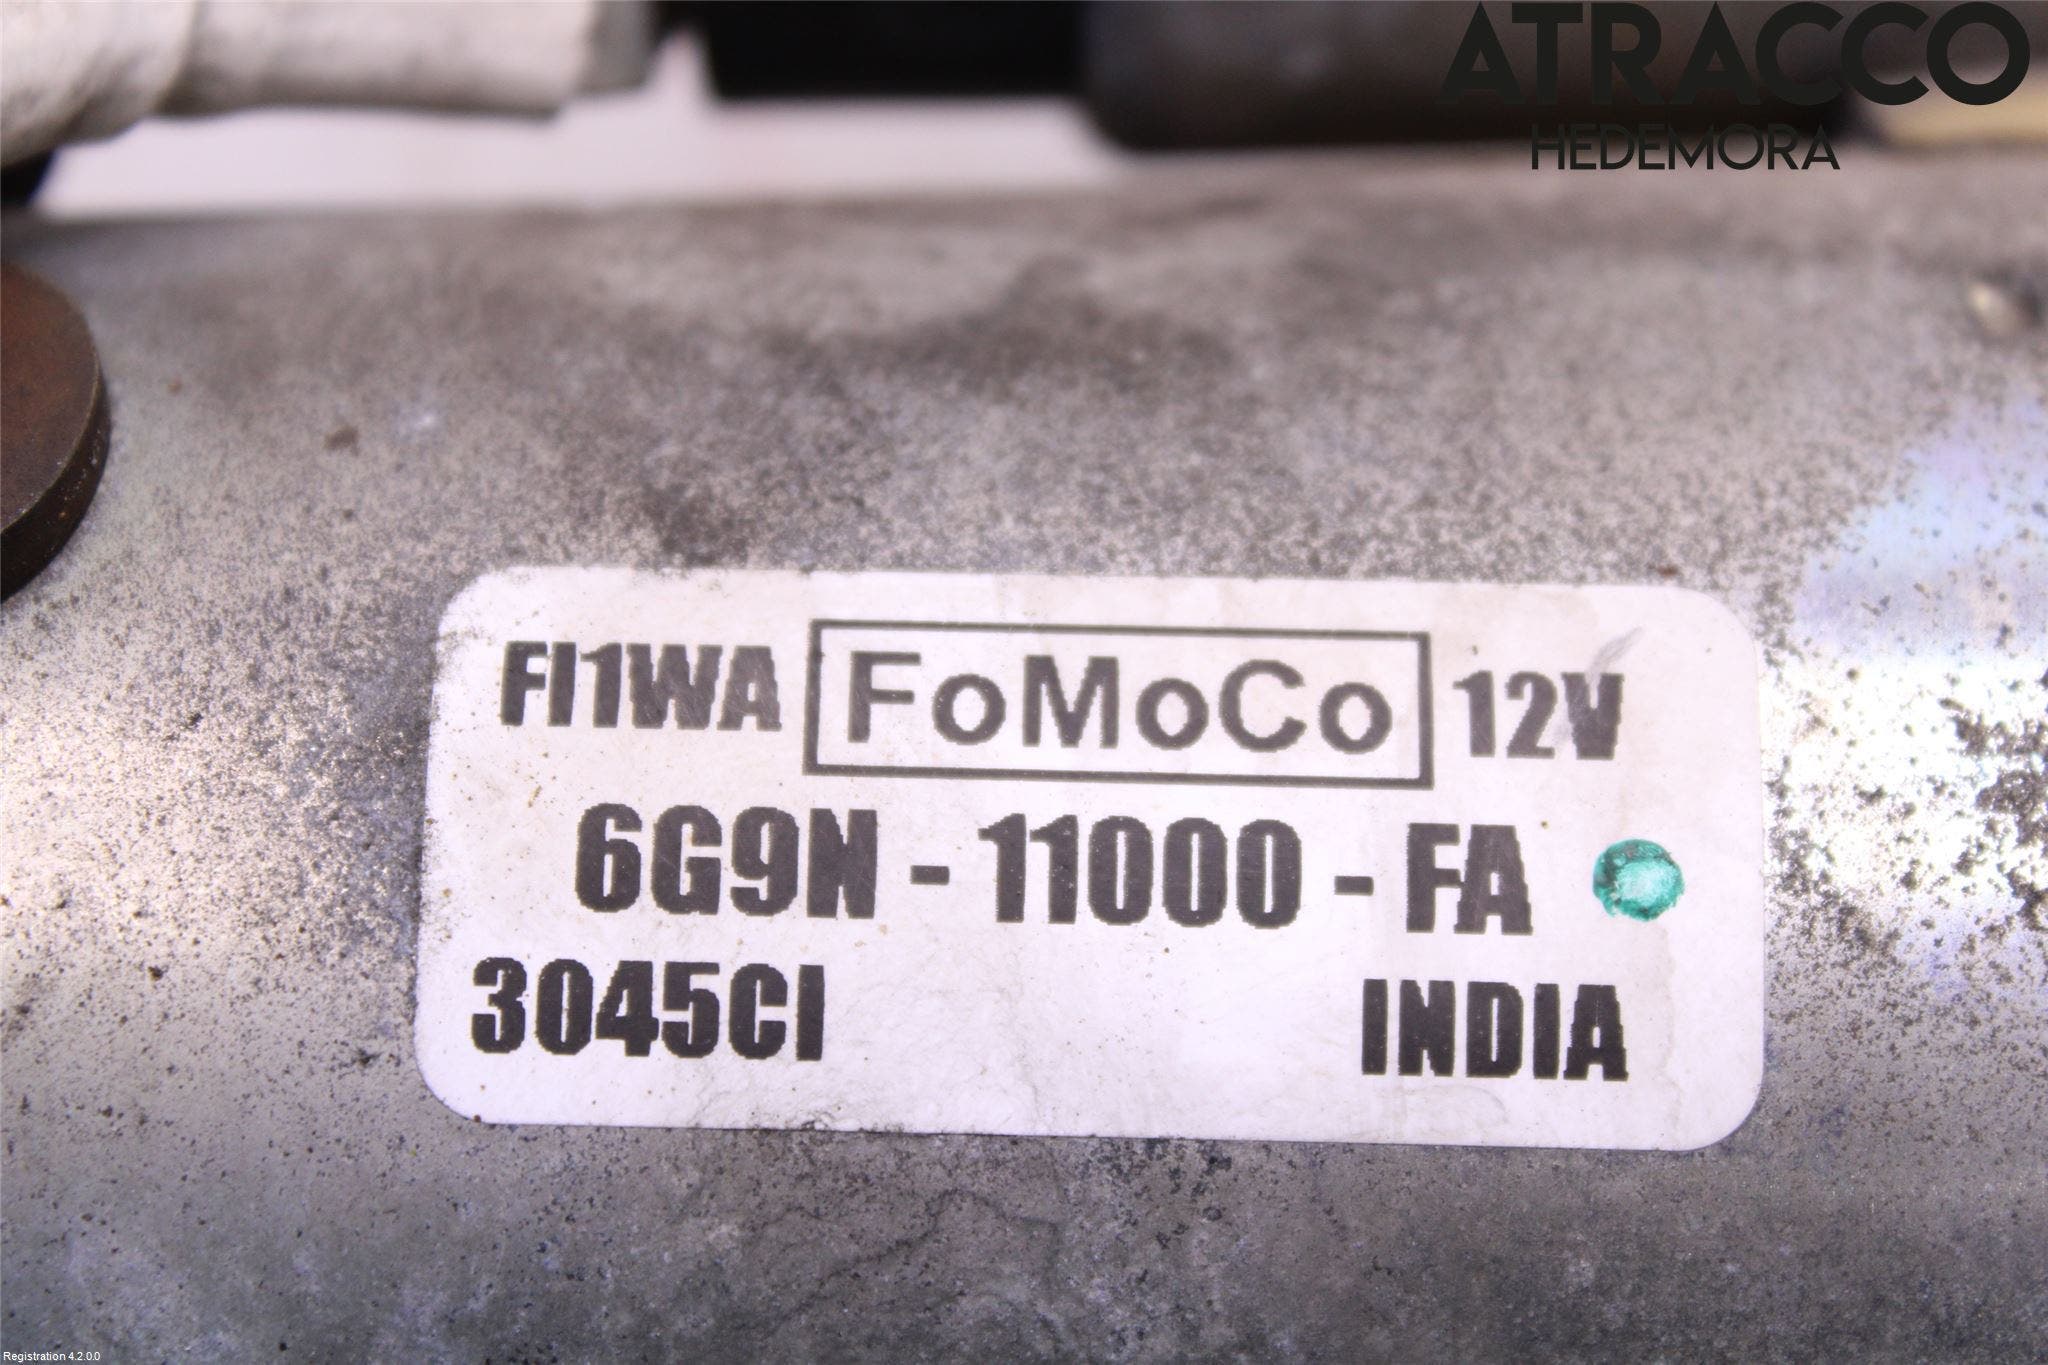 ATRACCO
HEDEMORA
FI1WA FoMoCo 12V
6G9N - 11000 - FA
3045CI INDIA
Registration 4.2.0.0